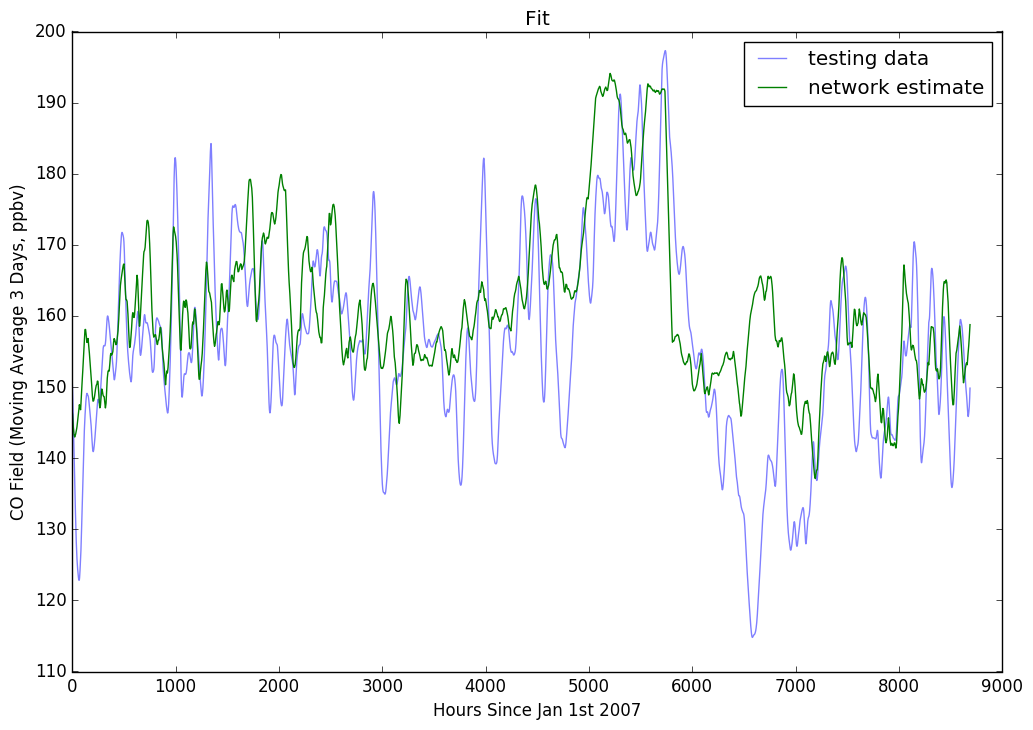 Fit
testing data
network estimate
CO Field (Moving Average 3 Days, ppbv)
200
190
180
170
160
150
140
130
120
110
0 1000 2000 3000 4000 5000 6000 7000 8000 9000
Hours Since Jan 1st 2007